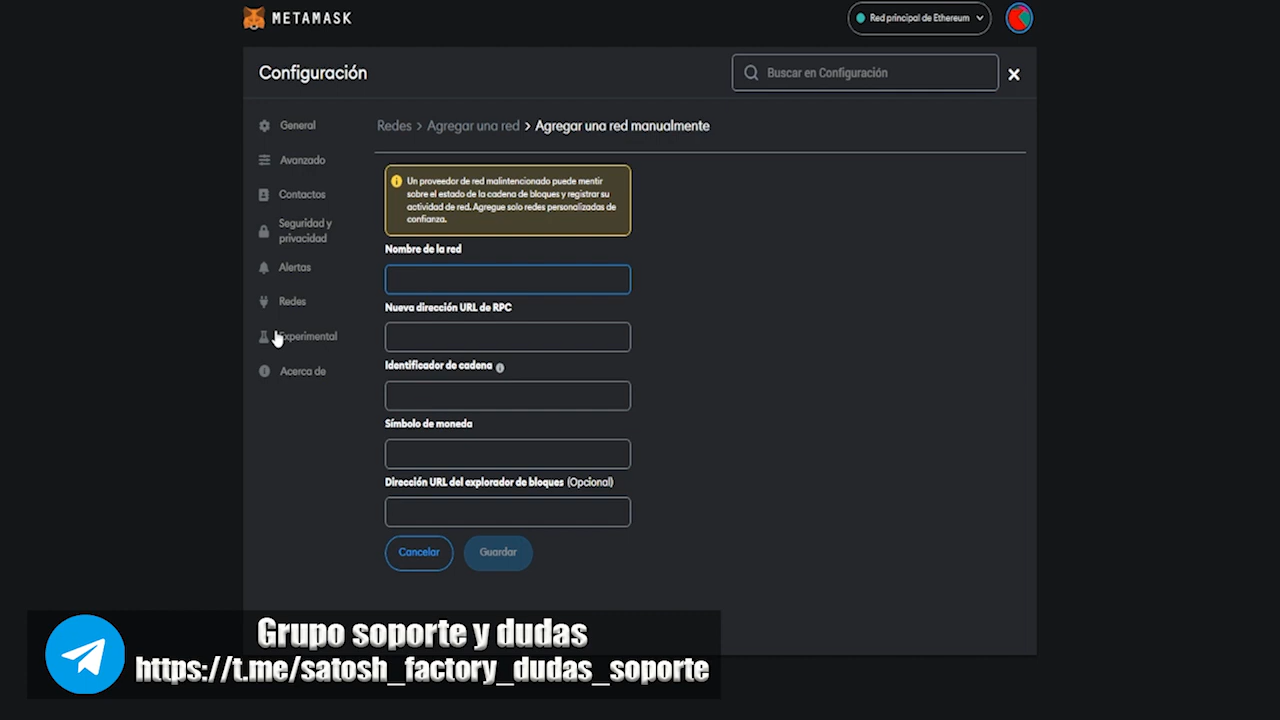 METAMASK
Red principal de Ethereum
Configuración
Buscar en Configuración
General
Avanzado
Contactos
Seguridad y
privacidad
Alertas
Redes
Experimental
Acerca de
Redes > Agregar una red > Agregar una red manualmente
Un proveedor de red malintencionado puede mentir
sobre el estado de la cadena de bloques y registrar su
actividad de red. Agregue solo redes personalizadas de
confianza.
Nombre de la red
Nueva dirección URL de RPC
Identificador de cadena
Símbolo de moneda
Dirección URL del explorador de bloques (Opcional)
Cancelar
Guardar
Grupo soporte y dudas
https://t.me/satosh_factory_dudas_soporte